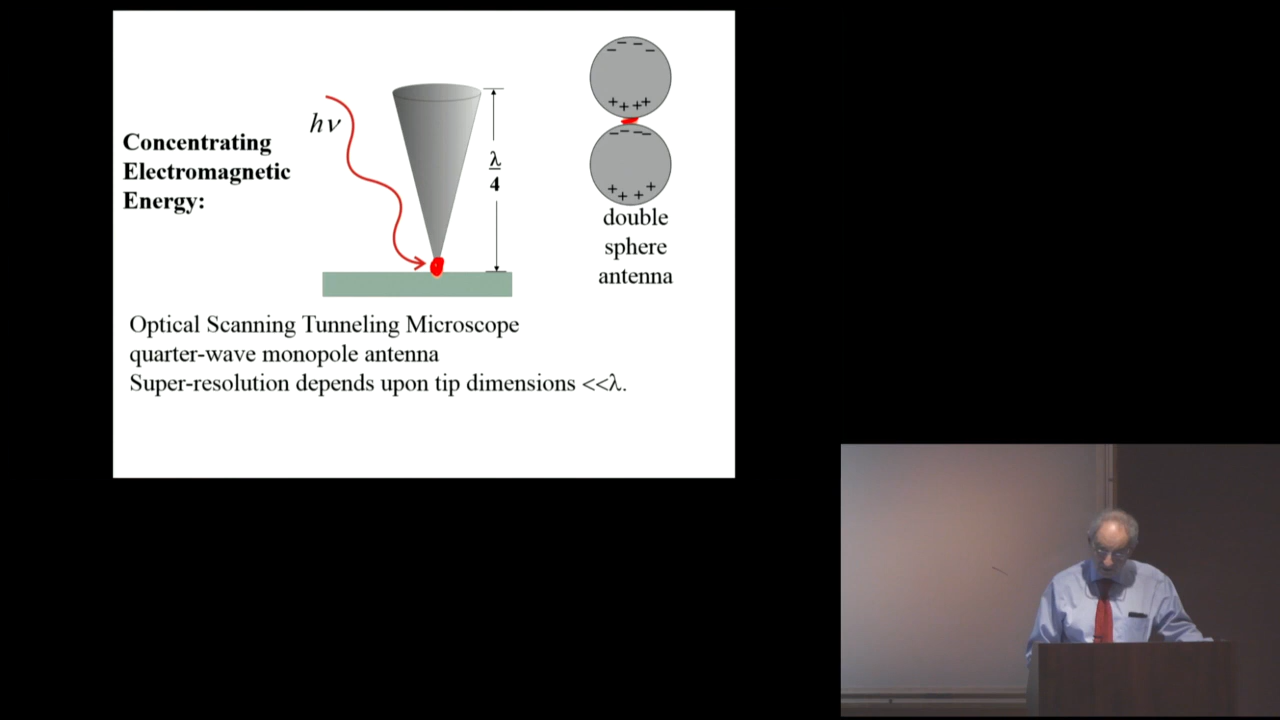 Concentrating
Electromagnetic
Energy:
hν
λ
4
− − − −
+ + + +
− − − −
+ + + +
double
sphere
antenna
Optical Scanning Tunneling Microscope
quarter-wave monopole antenna
Super-resolution depends upon tip dimensions <<λ.